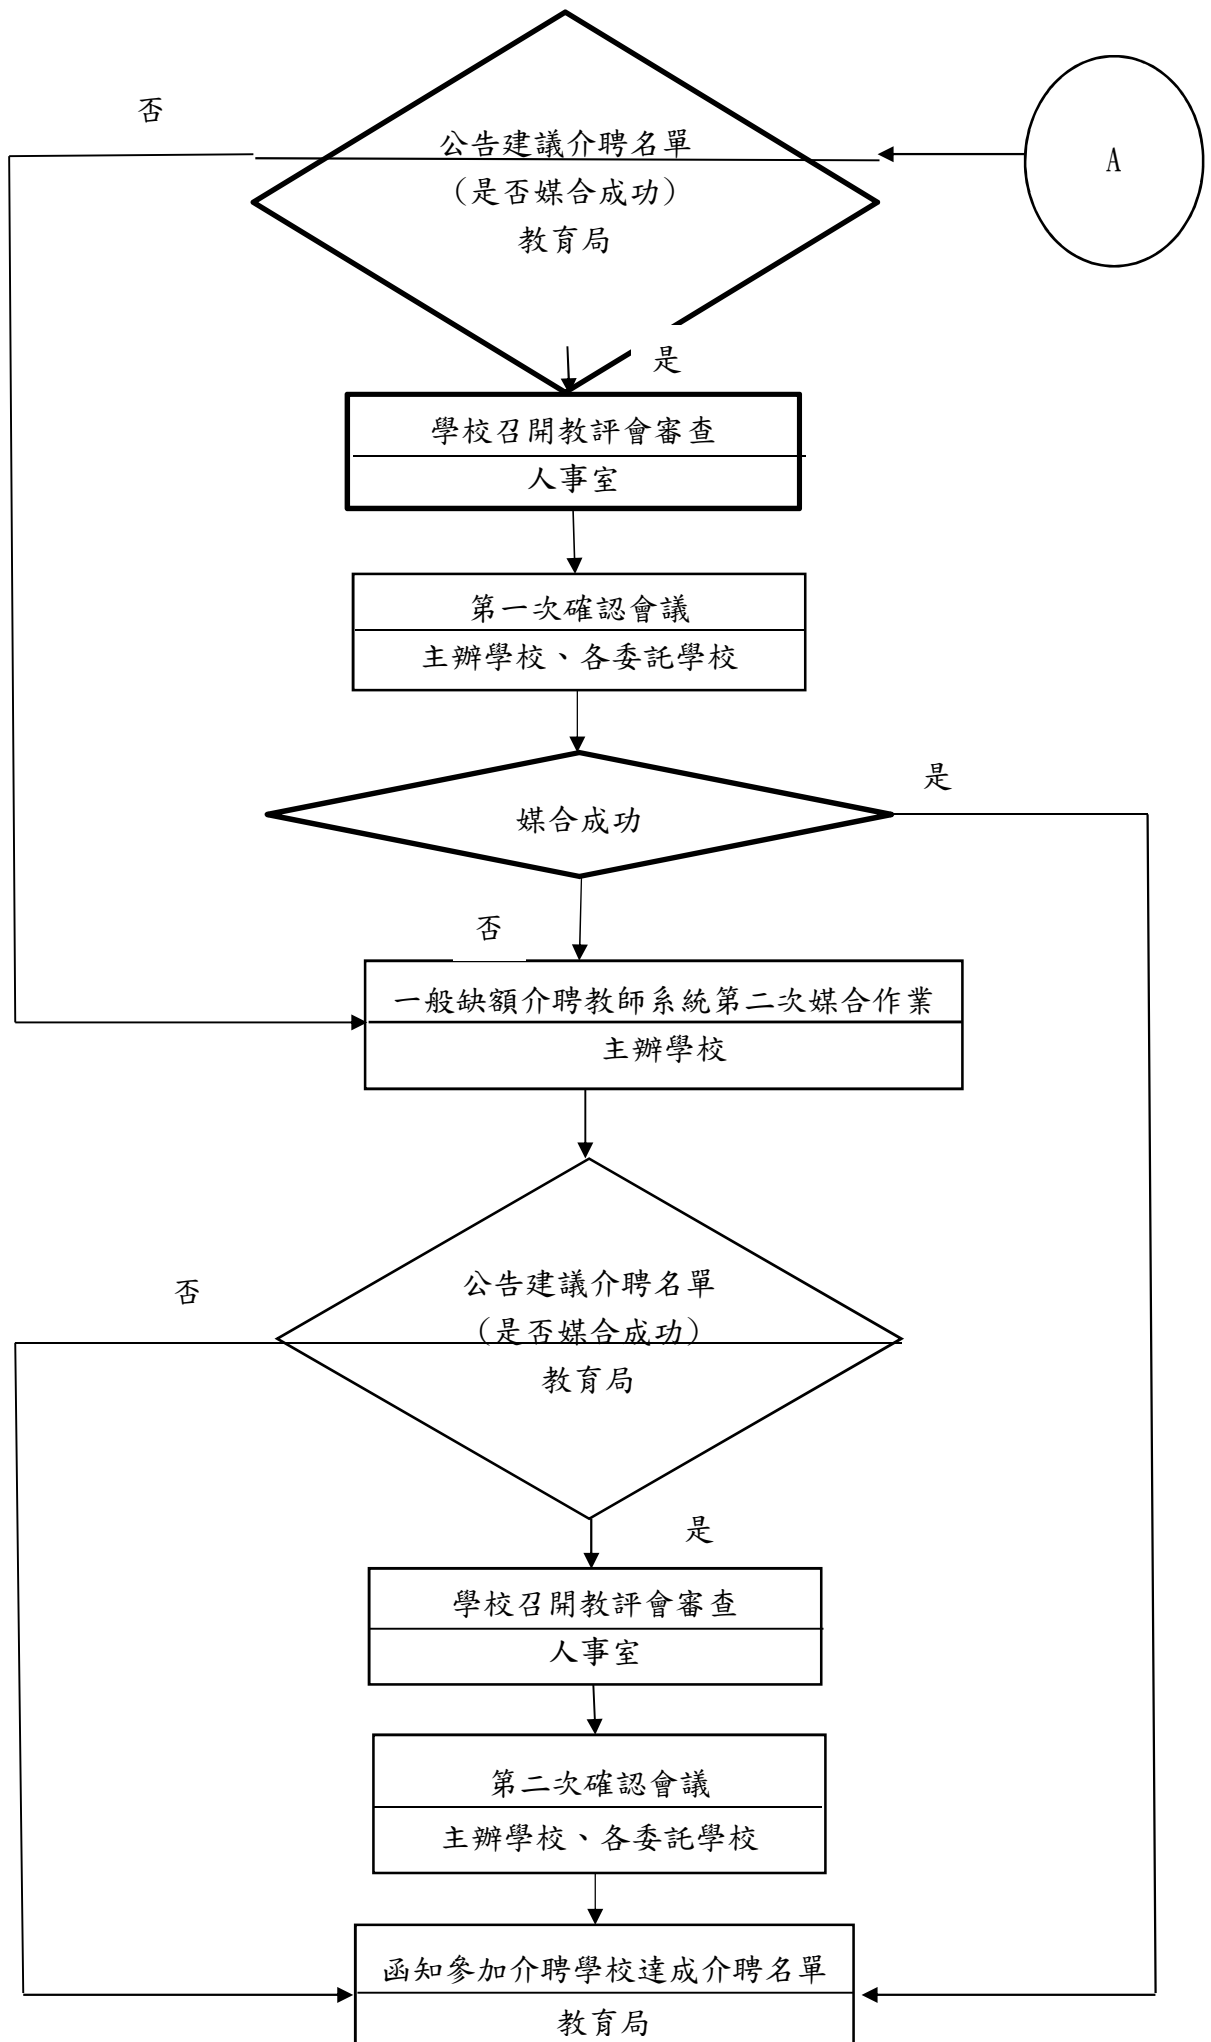 否
公告建議介聘名單
(是否媒合成功)
教育局
A
是
學校召開教評會審查
人事室
第一次確認會議
主辦學校、各委託學校
是
媒合成功
否
一般缺額介聘教師系統第二次媒合作業
主辦學校
否
公告建議介聘名單
(是否媒合成功)
教育局
是
學校召開教評會審查
人事室
第二次確認會議
主辦學校、各委託學校
函知參加介聘學校達成介聘名單
教育局